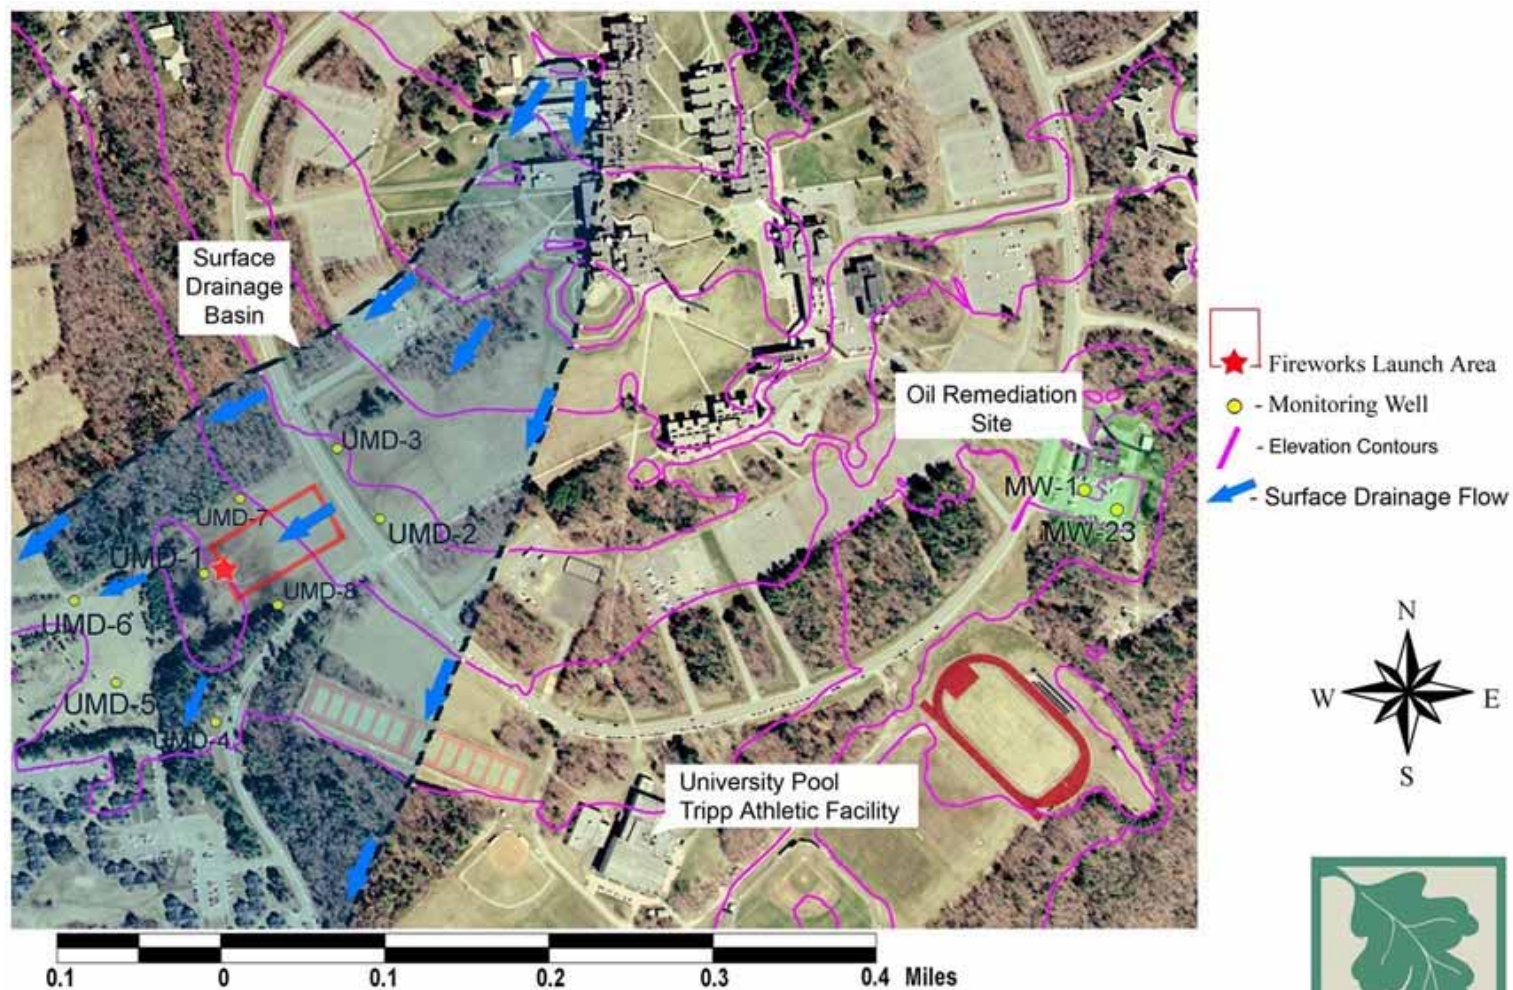 Surface
Drainage
Basin
Oil Remediation
Site
UMD-3
MW-1
UMD-7
UMD-2
MW-23
UMD-1
UMD-8
UMD-6
UMD-5
UMD-4
University Pool
Tripp Athletic Facility
- Fireworks Launch Area
- Monitoring Well
- Elevation Contours
- Surface Drainage Flow
N
W E
S
0.1 0 0.1 0.2 0.3 0.4 Miles